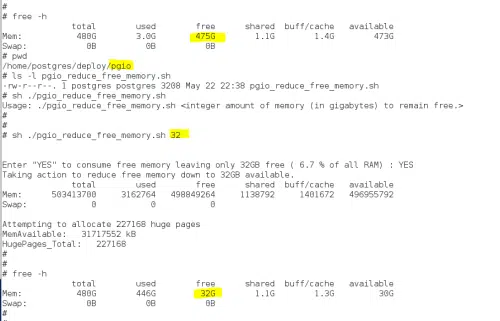 #
# free -h
total used free shared buff/cache available
Mem: 480G 3.0G 475G 1.1G 1.4G 473G
Swap: 0B 0B 0B
# pwd
/home/postgres/deploy/pgio
# ls -l pgio_reduce_free_memory.sh
-rw-r--r--. 1 postgres postgres 3208 May 22 22:38 pgio_reduce_free_memory.sh
# sh ./pgio_reduce_free_memory.sh
Usage: ./pgio_reduce_free_memory.sh <integer amount of memory (in gigabytes) to remain free.>
#
#
# sh ./pgio_reduce_free_memory.sh 32
Enter "YES" to consume free memory leaving only 32GB free ( 6.7 % of all RAM) : YES
Taking action to reduce free memory down to 32GB available.
total used free shared buff/cache available
Mem: 503413700 3162764 498849264 1138792 1401672 496955792
Swap: 0 0 0
Attempting to allocate 227168 huge pages
MemAvailable: 31717552 kB
HugePages_Total: 227168
#
#
# free -h
total used free shared buff/cache available
Mem: 480G 446G 32G 1.1G 1.3G 30G
Swap: 0B 0B 0B
#